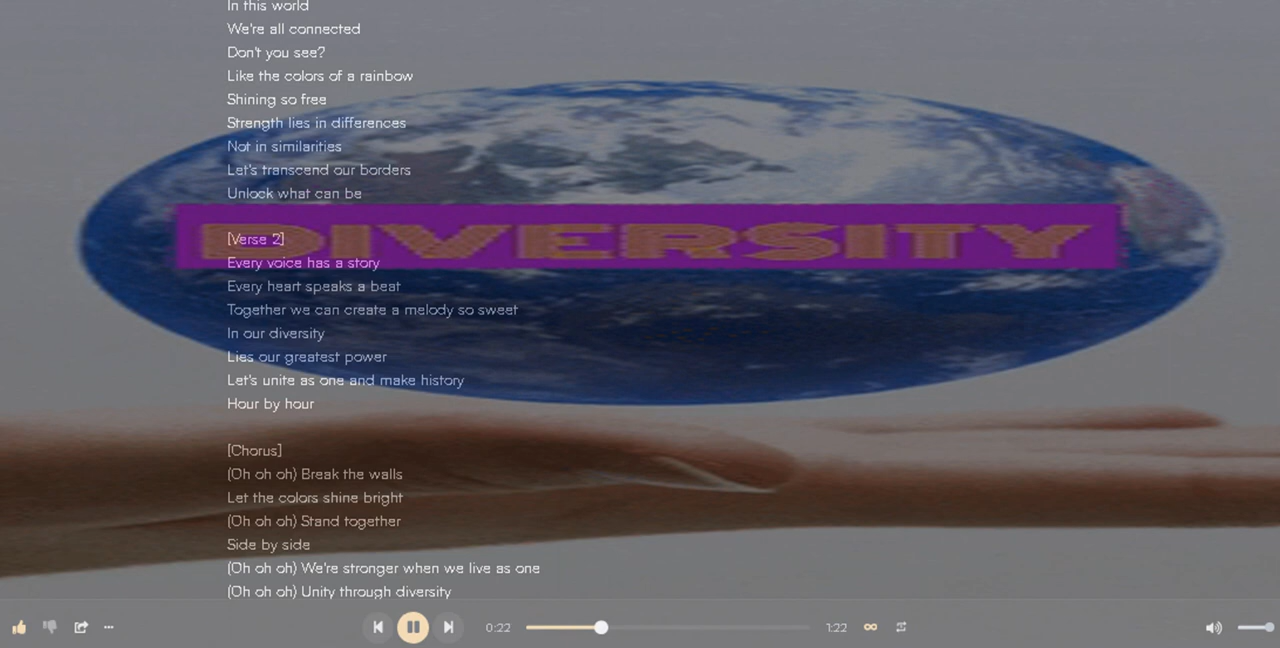 In this world
We're all connected
Don't you see?
Like the colors of a rainbow
Shining so free
Strength lies in differences
Not in similarities
Let's transcend our borders
Unlock what can be
DIVERSITY
[Verse 2]
Every voice has a story
Every heart speaks a beat
Together we can create a melody so sweet
In our diversity
Lies our greatest power
Let's unite as one and make history
Hour by hour
[Chorus]
(Oh oh oh) Break the walls
Let the colors shine bright
(Oh oh oh) Stand together
Side by side
(Oh oh oh) We're stronger when we live as one
(Oh oh oh) Unity through diversity
0:22
1:22